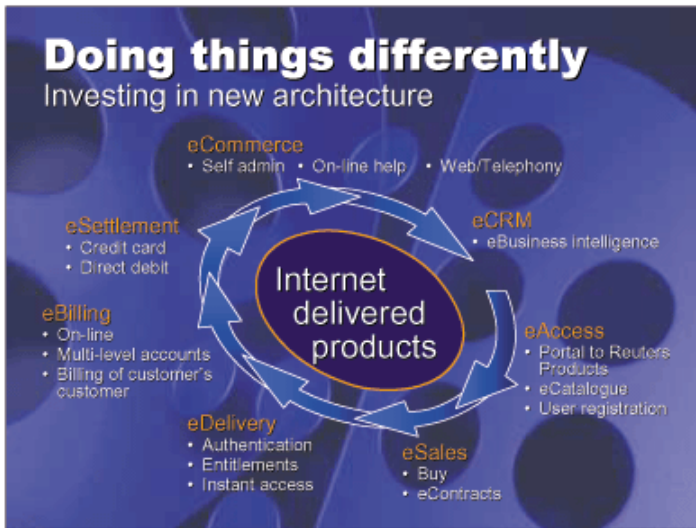 Doing things differently
Investing in new architecture
eCommerce
• Self admin • On-line help • Web/Telephony
eCRM
• eBusiness intelligence
eAccess
• Portal to Reuters
Products
• eCatalogue
• User registration
eSales
• Buy
• eContracts
eDelivery
• Authentication
• Entitlements
• Instant access
eBilling
• On-line
• Multi-level accounts
• Billing of customer's
customer
eSettlement
• Credit card
• Direct debit
Internet
delivered
products